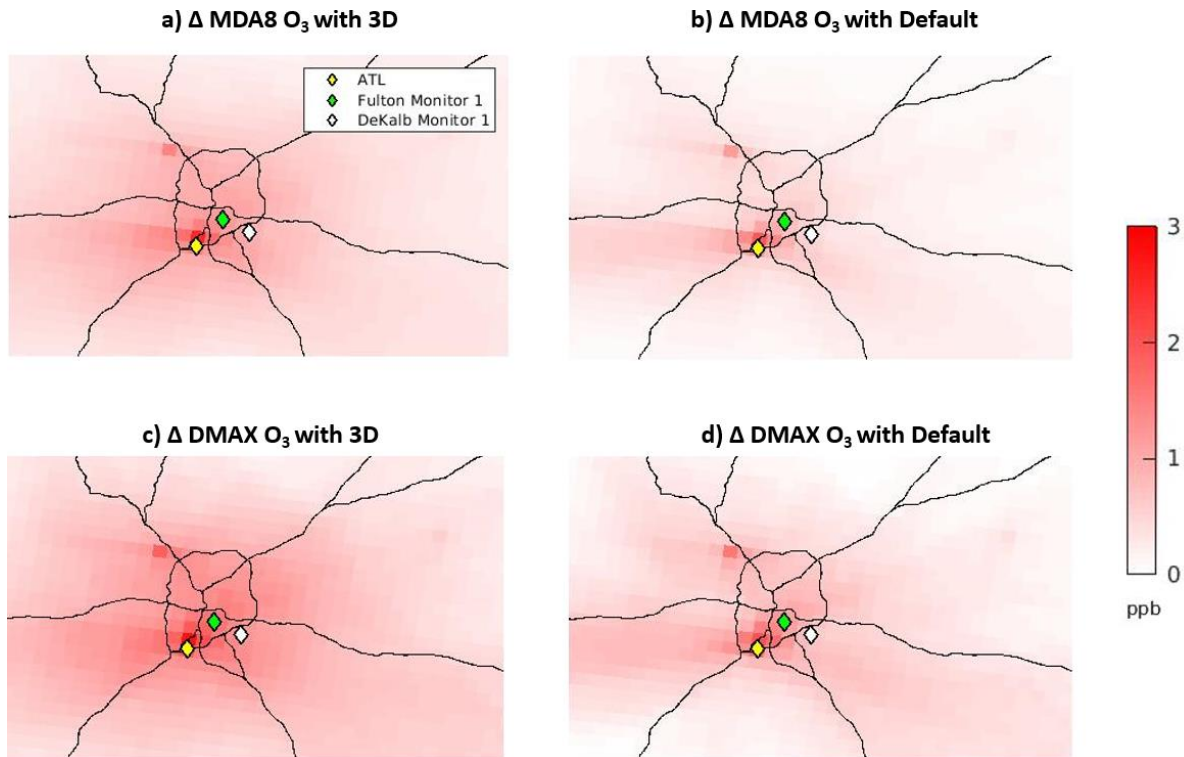 a) Δ MDA8 O₃ with 3D
b) Δ MDA8 O₃ with Default
ATL
Fulton Monitor 1
DeKalb Monitor 1
3
2
1
0
ppb
c) Δ DMAX O₃ with 3D
d) Δ DMAX O₃ with Default